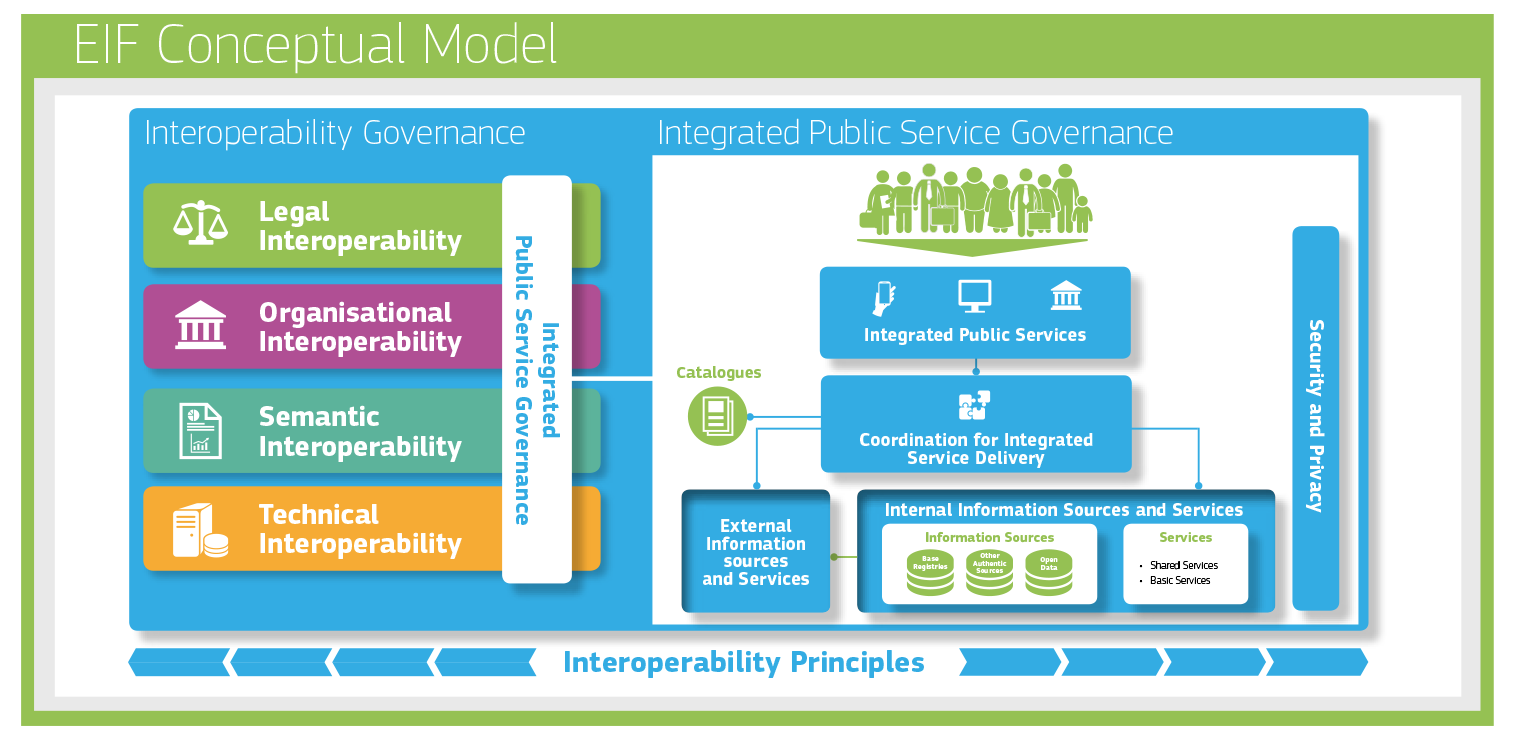 EIF Conceptual Model
Interoperability Governance
Legal
Interoperability
Organisational
Interoperability
Semantic
Interoperability
Technical
Interoperability
Integrated
Public Service Governance
Integrated Public Service Governance
Integrated Public Services
Catalogues
Coordination for Integrated
Service Delivery
External
Information
sources
and Services
Internal Information Sources and Services
Information Sources
Base
Registries
Other
Authentic
Sources
Open
Data
Services
• Shared Services
• Basic Services
Security and Privacy
Interoperability Principles